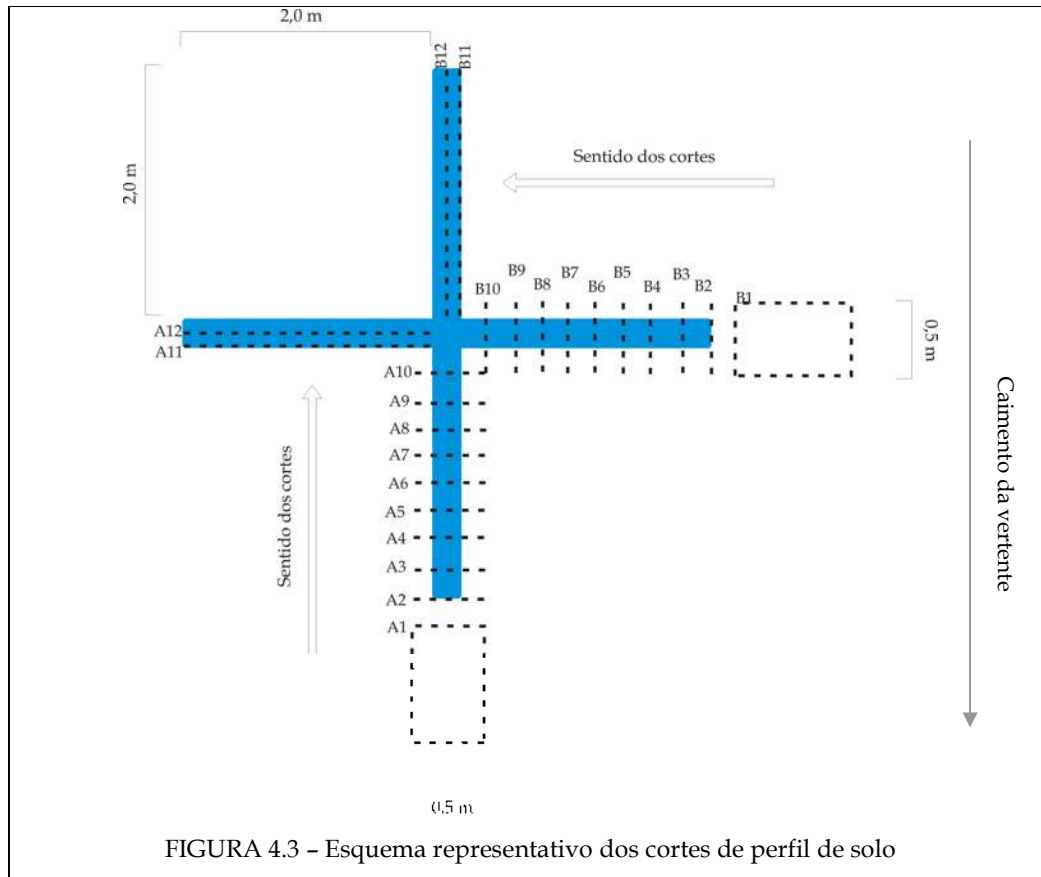 2,0 m
B12
B11
2,0 m
Sentido dos cortes
B10
B9
B8
B7
B6
B5
B4
B3
B2
B1
0,5 m
A12
A11
A10
A9
A8
A7
A6
A5
A4
A3
A2
A1
Sentido dos cortes
Caimento da vertente
0,5 m
FIGURA 4.3 – Esquema representativo dos cortes de perfil de solo